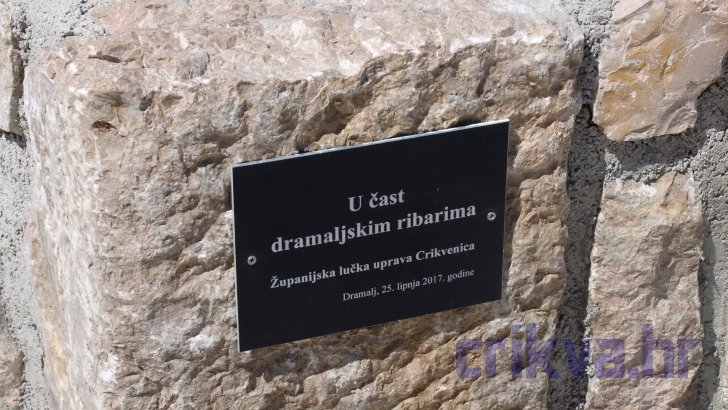 U čast
dramaljskim ribarima
Županijska lučka uprava Crikvenica
Dramalj, 25. lipnja 2017. godine
crikva.hr